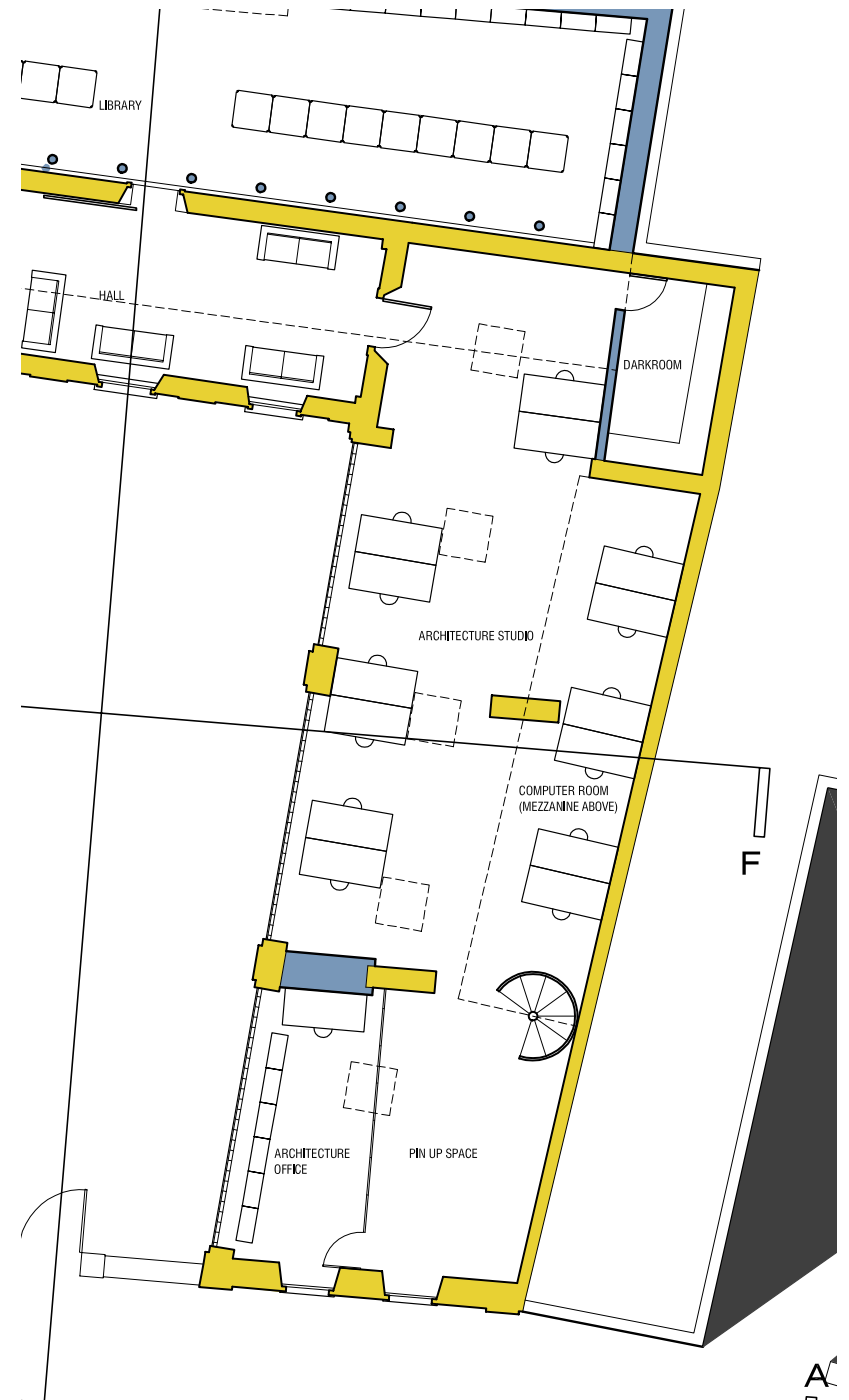 LIBRARY
HALL
DARKROOM
ARCHITECTURE STUDIO
COMPUTER ROOM
(MEZZANINE ABOVE)
F
ARCHITECTURE
OFFICE
PIN UP SPACE
A